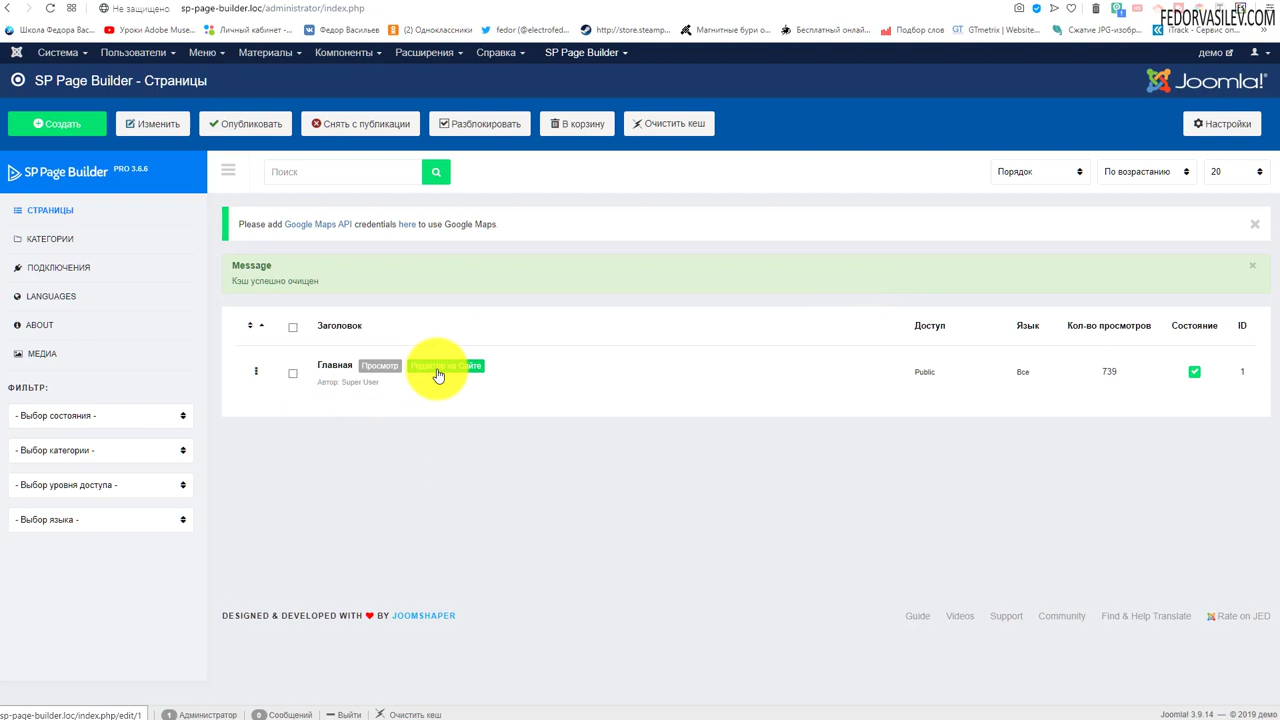 Не защищен sp-page-builder.loc/administrator/index.php
FEDORVASILEV.COM
Школа Федора Вас... Уроки Adobe Muse... Личный кабинет - ... Федор Васильев (2) Одноклассники fedor (@electrofed... http://store.steamp... Магнитные бури о... Бесплатный онлай... Подбор слов GTmetrix | Website... Сжатие JPG-изобр... iTrack - Сервис оп... »
Система Пользователи Меню Материалы Компоненты Расширения Справка SP Page Builder демо
SP Page Builder - Страницы
Joomla!®
Создать Изменить Опубликовать Снять с публикации Разблокировать В корзину Очистить кеш Настройки
SP Page Builder PRO 3.6.6
Поиск Порядок По возрастанию 20
СТРАНИЦЫ
КАТЕГОРИИ
ПОДКЛЮЧЕНИЯ
LANGUAGES
ABOUT
МЕДИА
ФИЛЬТР:
- Выбор состояния -
- Выбор категории -
- Выбор уровня доступа -
- Выбор языка -
Please add Google Maps API credentials here to use Google Maps.
Message
Кэш успешно очищен
Заголовок Доступ Язык Кол-во просмотров Состояние ID
Главная Просмотр Редактор на Сайте
Автор: Super User
Public Все 739 1
DESIGNED & DEVELOPED WITH BY JOOMSHAPER
Guide Videos Support Community Find & Help Translate Rate on JED
sp-page-builder.loc/index.php/edit/1
1 Администратор 0 Сообщений Выйти Очистить кеш
Joomla! 3.9.14 — © 2019 демо